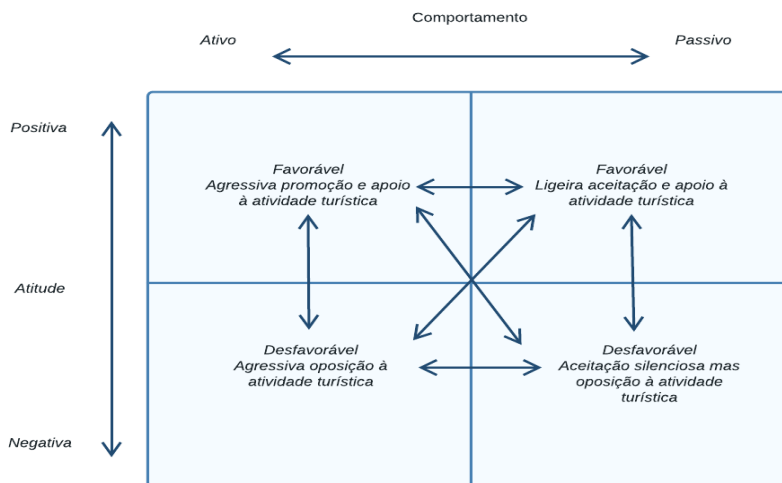 Comportamento
Ativo
Passivo
Positiva
Favorável
Agressiva promoção e apoio
à atividade turística
Favorável
Ligeira aceitação e apoio à
atividade turística
Atitude
Desfavorável
Agressiva oposição à
atividade turística
Desfavorável
Aceitação silenciosa mas
oposição à atividade
turística
Negativa